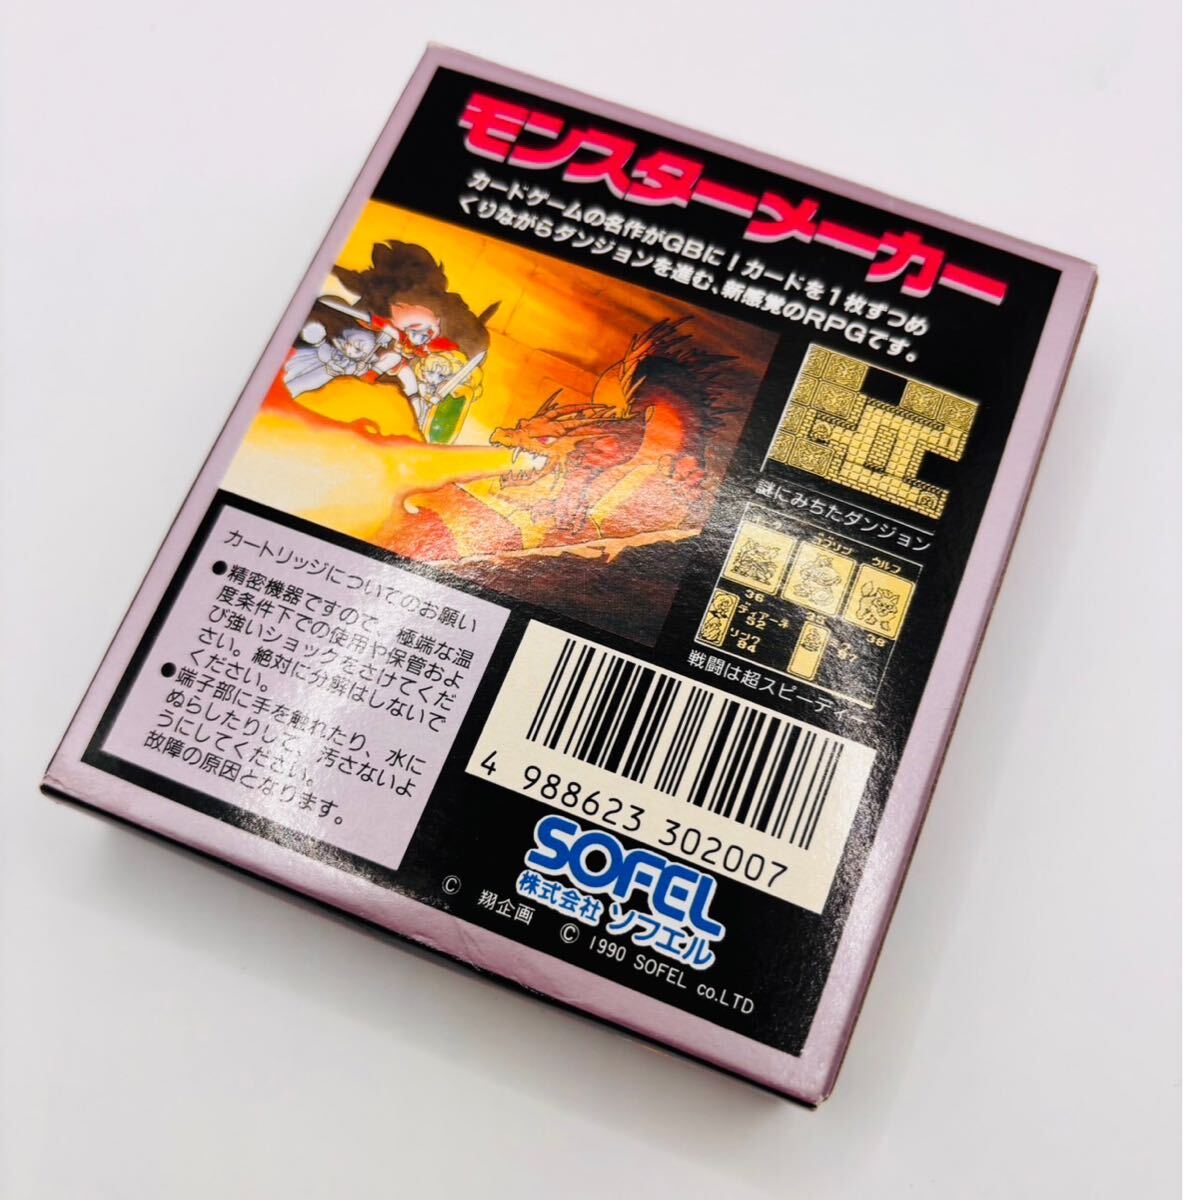 モンスターメーカー
カードゲームの名作がGBに！カードを１枚ずつめ
くりながらダンジョンを進む、新感覚のRPGです。
謎にみちたダンジョン
ゴブリン
ウルフ
36
38
ディアーネ
52
リンク
84
戦闘は超スピーディー
カートリッジについてのお願い
●精密機器ですので、極端な温
度条件下での使用や保管およ
び強いショックをさけてくだ
さい。絶対に分解はしないで
ください。
●端子部に手を触れたり、水に
ぬらしたりして、汚さないよ
うにしてください。
故障の原因となります。
4 988623 302007
SOFEL
株式会社 ソフエル
© 翔企画 © 1990 SOFEL co.LTD